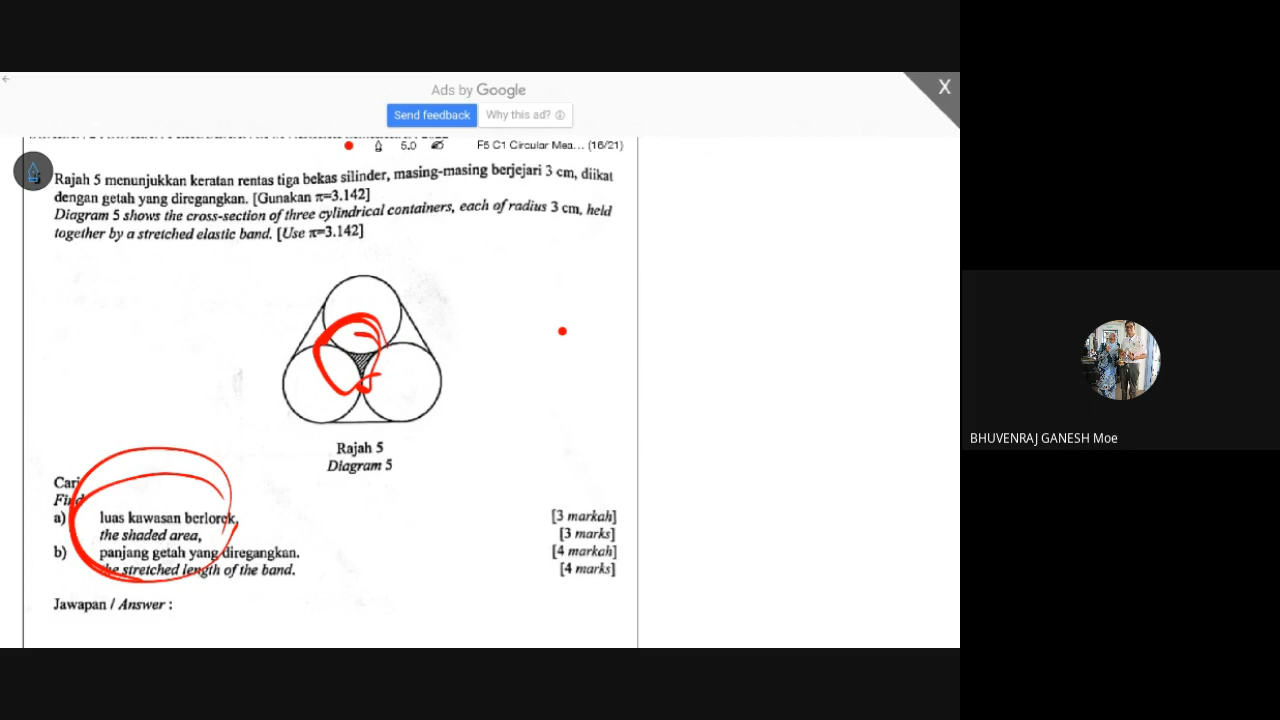 Ads by Google
X
Send feedback
Why this ad?
5.0
F5 C1 Circular Mea... (16/21)
Rajah 5 menunjukkan keratan rentas tiga bekas silinder, masing-masing berjejari 3 cm, diikat
dengan getah yang diregangkan. [Gunakan π=3.142]
Diagram 5 shows the cross-section of three cylindrical containers, each of radius 3 cm, held
together by a stretched elastic band. [Use π=3.142]
Rajah 5
Diagram 5
Cari
Find
a) luas kawasan berlorek, [3 markah]
the shaded area, [3 marks]
b) panjang getah yang diregangkan. [4 markah]
the stretched length of the band. [4 marks]
Jawapan / Answer :
BHUVENRAJ GANESH Moe